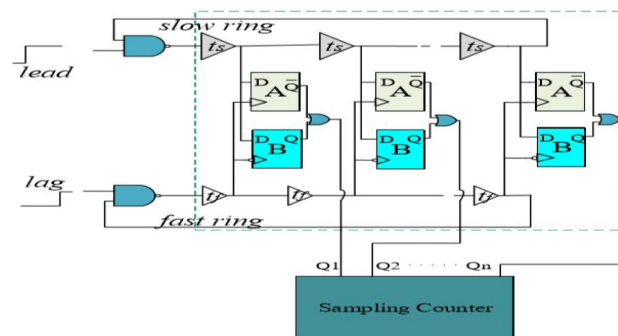 slow ring
lead
ts
ts
ts
D
Q
A
D
Q
B
D
Q
A
D
Q
B
D
Q
A
D
Q
B
lag
tf
tf
tf
fast ring
Q1
Q2
Qn
Sampling Counter